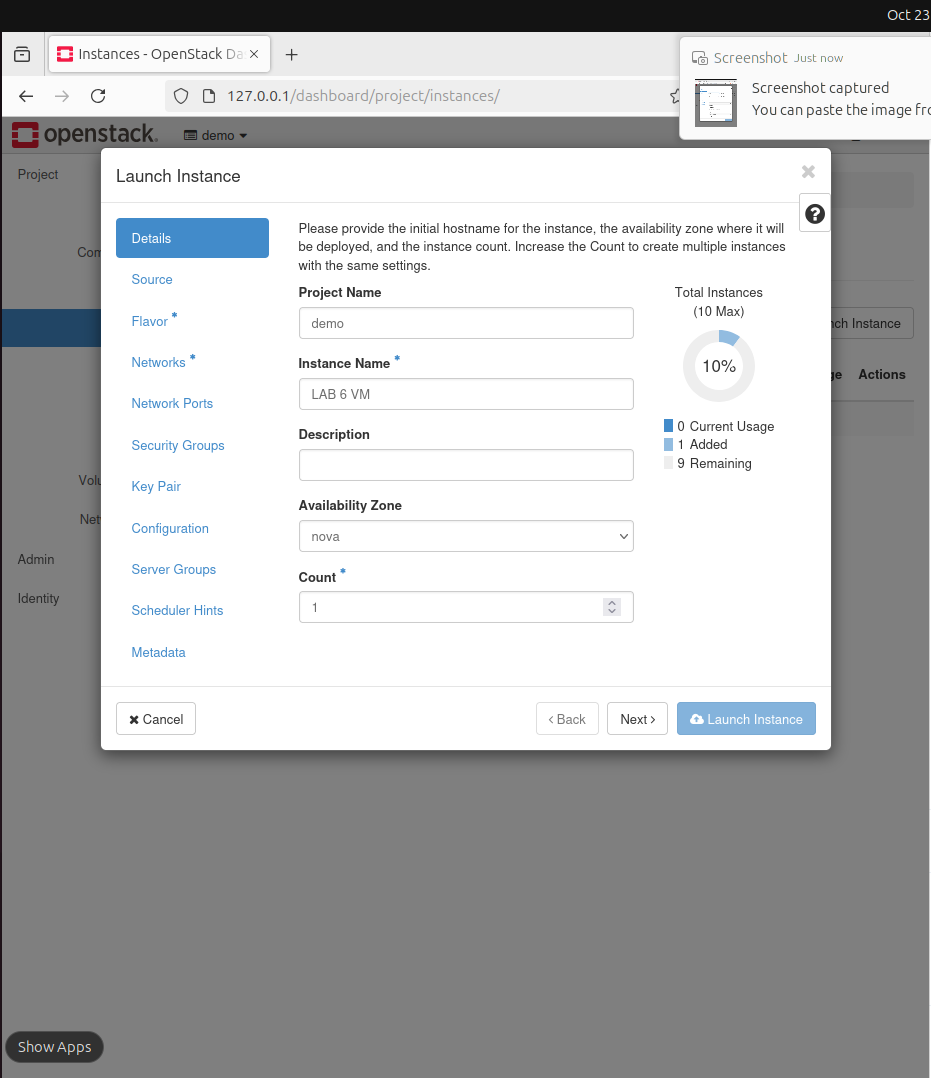 Oct 23
Instances - OpenStack Da
127.0.0.1/dashboard/project/instances/
Screenshot Just now
Screenshot captured
You can paste the image fro
openstack.
demo
Project
Launch Instance
Details
Source
Flavor *
Networks *
Network Ports
Security Groups
Key Pair
Configuration
Server Groups
Scheduler Hints
Metadata
Please provide the initial hostname for the instance, the availability zone where it will
be deployed, and the instance count. Increase the Count to create multiple instances
with the same settings.
Project Name
demo
Instance Name *
LAB 6 VM
Description
Availability Zone
nova
Count *
1
Total Instances
(10 Max)
10%
0 Current Usage
1 Added
9 Remaining
Cancel
Back
Next
Launch Instance
Com
nch Instance
ge Actions
Volu
Net
Admin
Identity
Show Apps